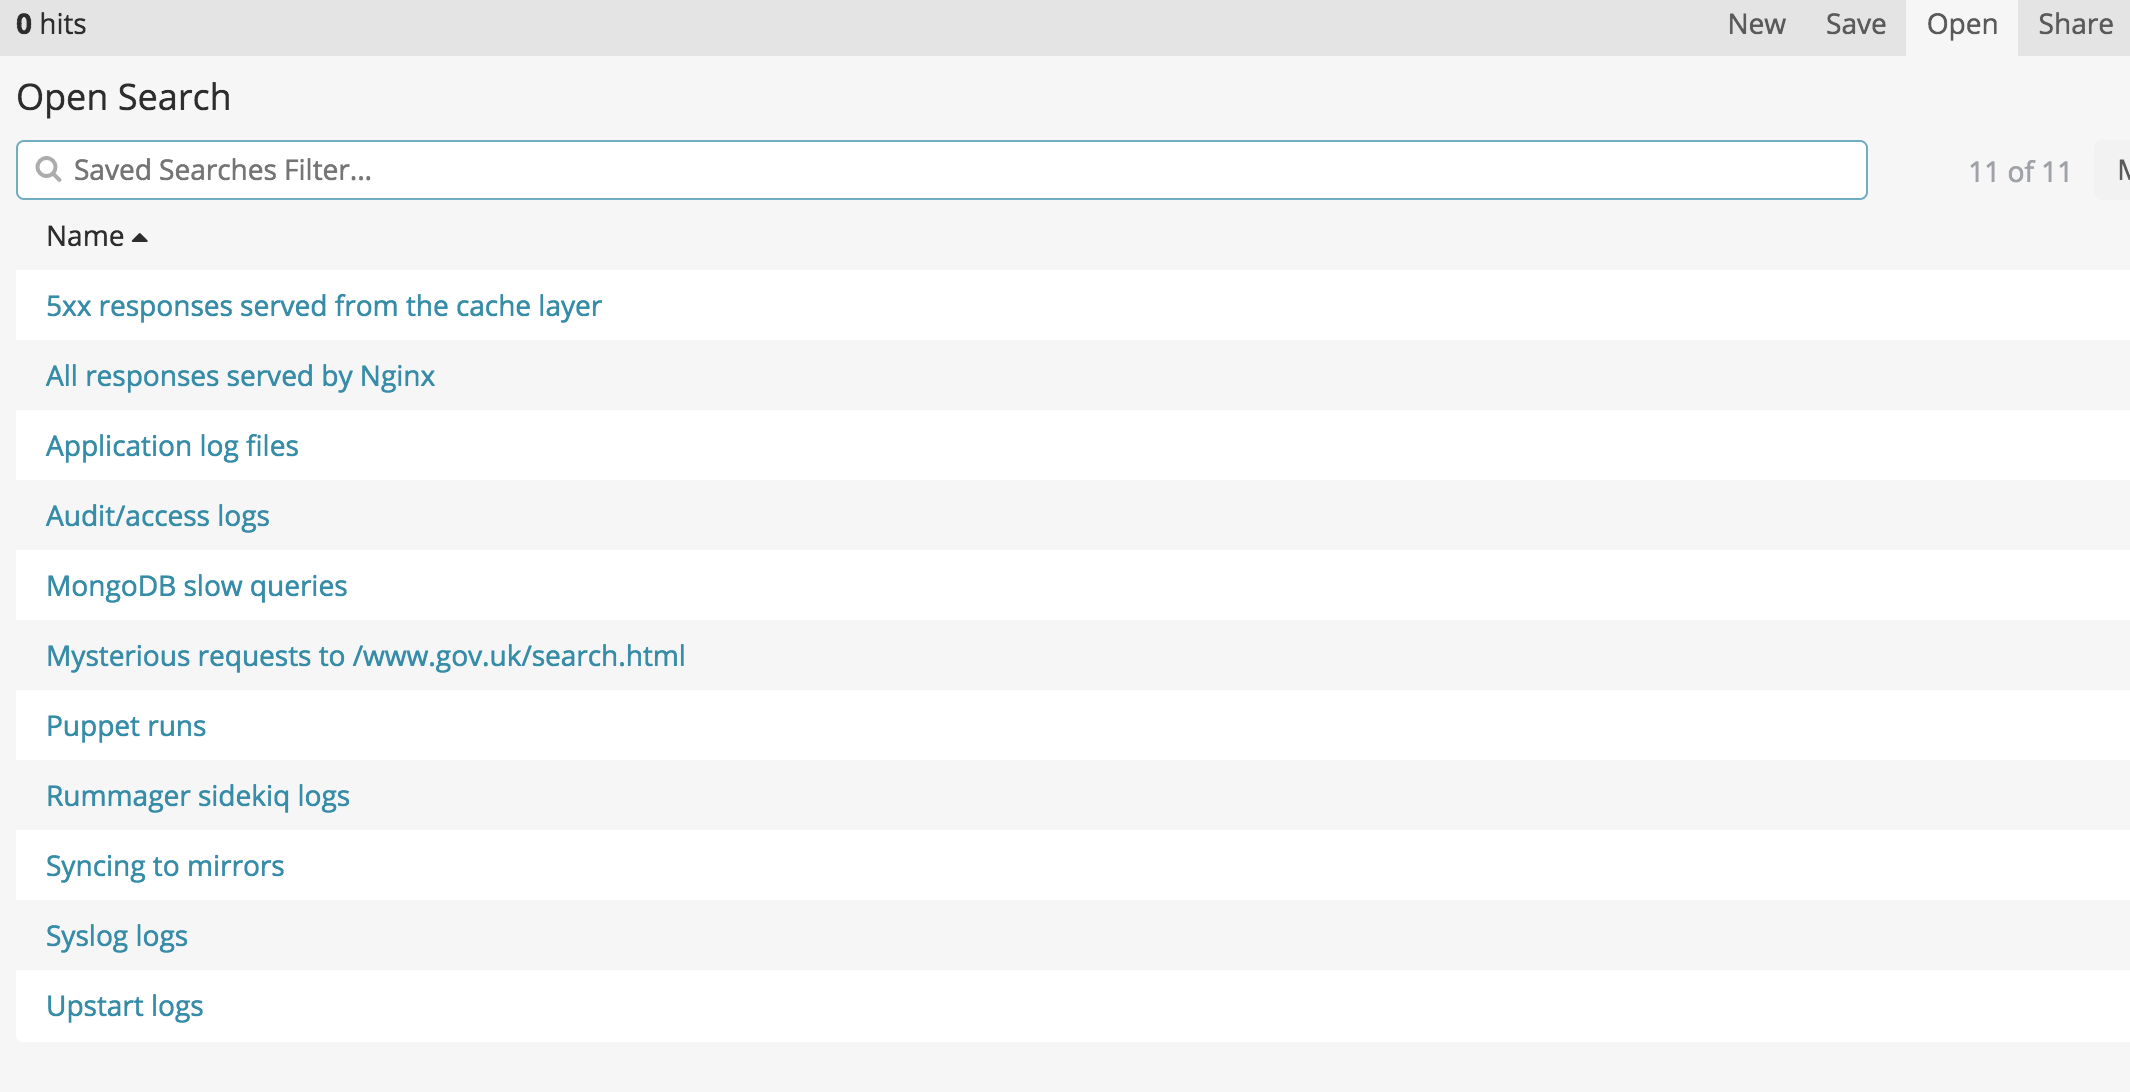 0 hits
New Save Open Share
Open Search
Saved Searches Filter...
11 of 11
Name
5xx responses served from the cache layer
All responses served by Nginx
Application log files
Audit/access logs
MongoDB slow queries
Mysterious requests to /www.gov.uk/search.html
Puppet runs
Rummager sidekiq logs
Syncing to mirrors
Syslog logs
Upstart logs